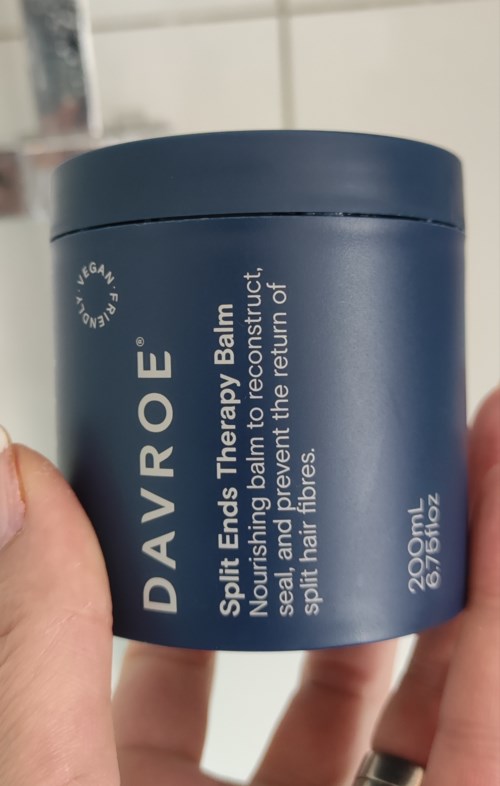 VEGAN · FRIENDLY ·
DAVROE®
Split Ends Therapy Balm
Nourishing balm to reconstruct,
seal, and prevent the return of
split hair fibres.
200mL
6.76floz